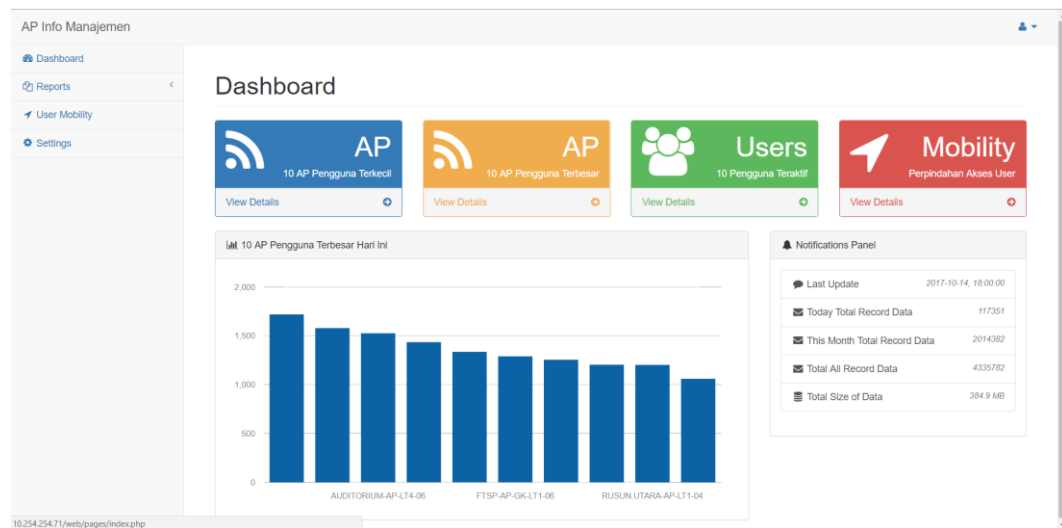 AP Info Manajemen
Dashboard
Reports
User Mobility
Settings
Dashboard
AP
10 AP Pengguna Terkecil
View Details
AP
10 AP Pengguna Terbesar
View Details
Users
10 Pengguna Teraktif
View Details
Mobility
Perpindahan Akses User
View Details
10 AP Pengguna Terbesar Hari Ini
2,000
1,500
1,000
500
0
AUDITORIUM-AP-LT4-06
FTSP-AP-GK-LT1-06
RUSUN.UTARA-AP-LT1-04
Notifications Panel
Last Update 2017-10-14, 18:00:00
Today Total Record Data 117351
This Month Total Record Data 2014382
Total All Record Data 4335782
Total Size of Data 384.9 MB
10.254.254.71/web/pages/index.php